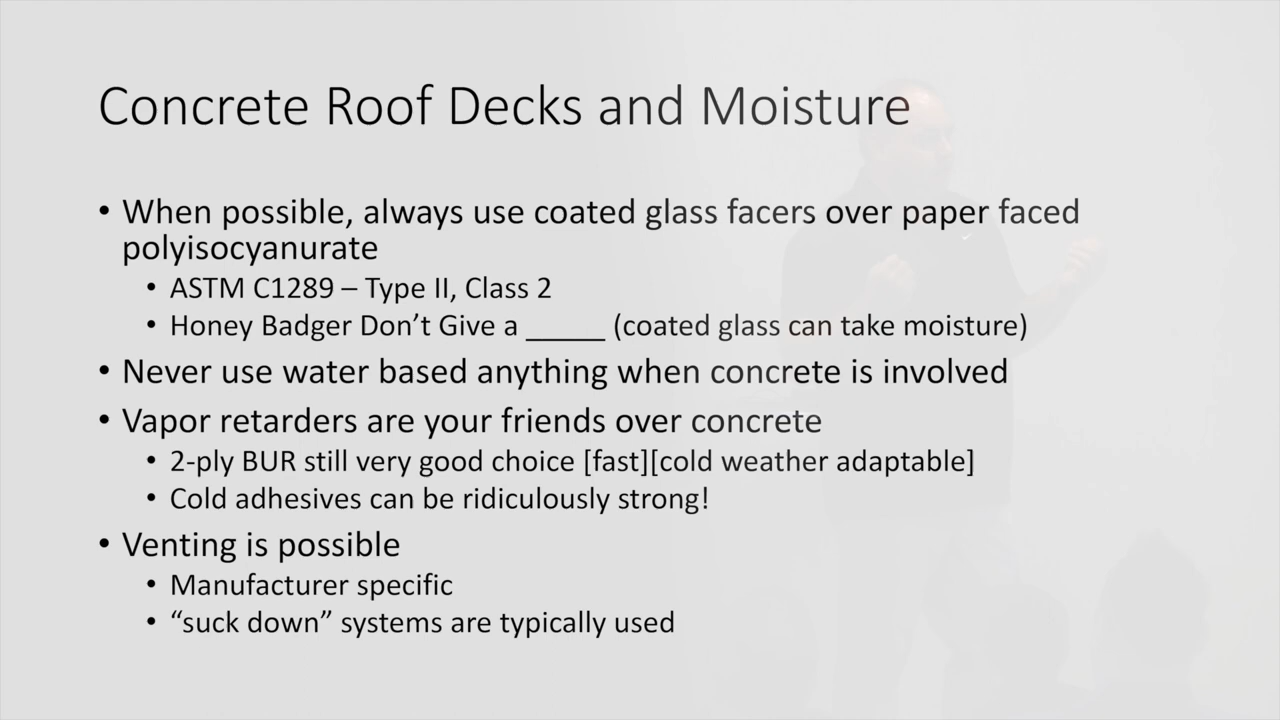 Concrete Roof Decks and Moisture
• When possible, always use coated glass facers over paper faced
polyisocyanurate
• ASTM C1289 – Type II, Class 2
• Honey Badger Don’t Give a _____ (coated glass can take moisture)
• Never use water based anything when concrete is involved
• Vapor retarders are your friends over concrete
• 2-ply BUR still very good choice [fast][cold weather adaptable]
• Cold adhesives can be ridiculously strong!
• Venting is possible
• Manufacturer specific
• “suck down” systems are typically used